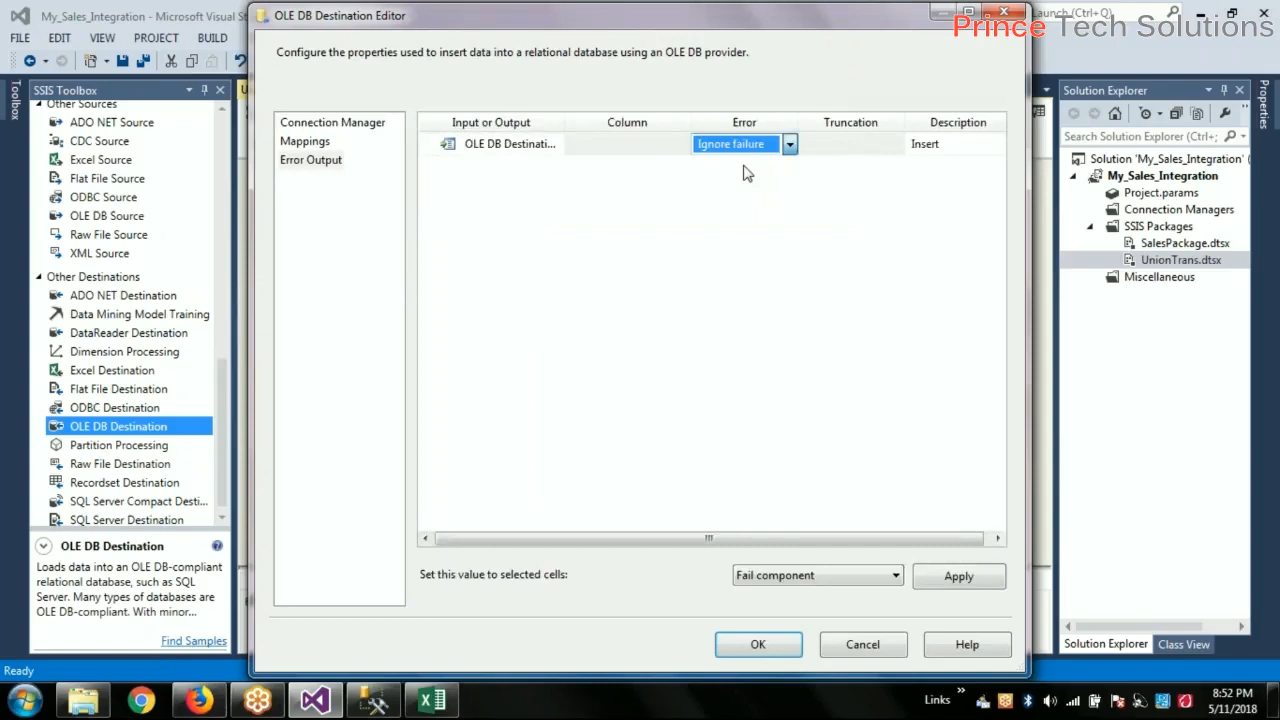 My_Sales_Integration - Microsoft Visual St
OLE DB Destination Editor
Launch (Ctrl+Q)
Prince Tech Solutions
FILE EDIT VIEW PROJECT BUILD
Configure the properties used to insert data into a relational database using an OLE DB provider.
Toolbox
SSIS Toolbox
Other Sources
ADO NET Source
CDC Source
Excel Source
Flat File Source
ODBC Source
OLE DB Source
Raw File Source
XML Source
Other Destinations
ADO NET Destination
Data Mining Model Training
DataReader Destination
Dimension Processing
Excel Destination
Flat File Destination
ODBC Destination
OLE DB Destination
Partition Processing
Raw File Destination
Recordset Destination
SQL Server Compact Desti...
SQL Server Destination
OLE DB Destination
Loads data into an OLE DB-compliant
relational database, such as SQL
Server. Many types of databases are
OLE DB-compliant. With minor...
Find Samples
Connection Manager
Mappings
Error Output
Input or Output Column Error Truncation Description
OLE DB Destinati... Ignore failure Insert
Set this value to selected cells: Fail component Apply
OK Cancel Help
Solution Explorer
Search Solution Explorer (Ctrl+;)
Solution 'My_Sales_Integration' (
My_Sales_Integration
Project.params
Connection Managers
SSIS Packages
SalesPackage.dtsx
UnionTrans.dtsx
Miscellaneous
Solution Explorer Class View
Properties
Ready
Links
8:52 PM
5/11/2018